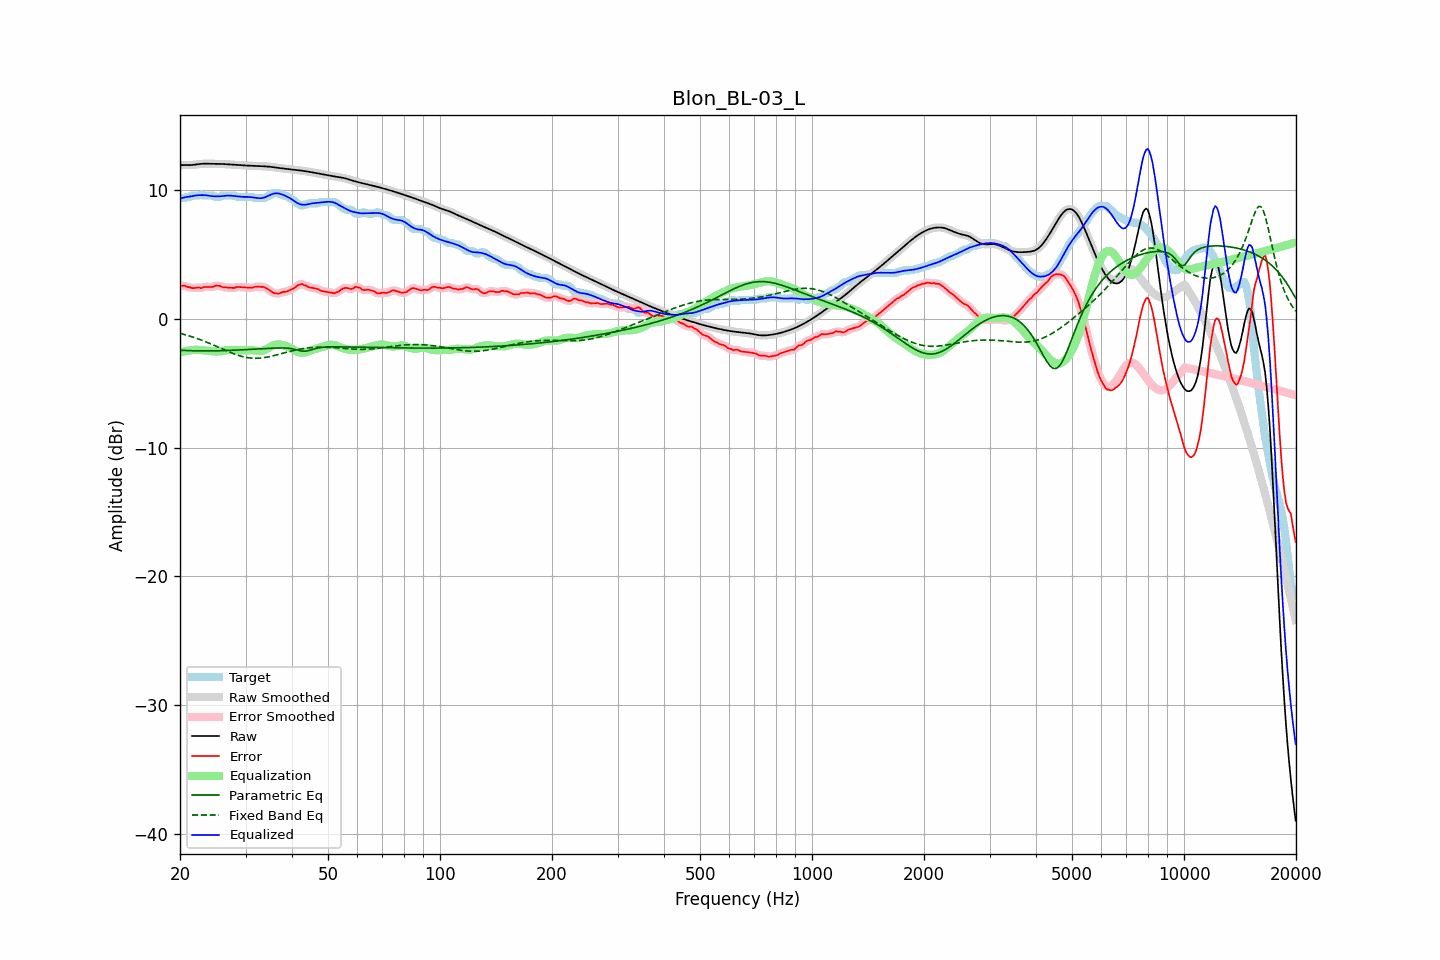 Blon_BL-03_L
Amplitude (dBr)
10
0
−10
−20
−30
−40
Target
Raw Smoothed
Error Smoothed
Raw
Error
Equalization
Parametric Eq
Fixed Band Eq
Equalized
20 50 100 200 500 1000 2000 5000 10000 20000
Frequency (Hz)